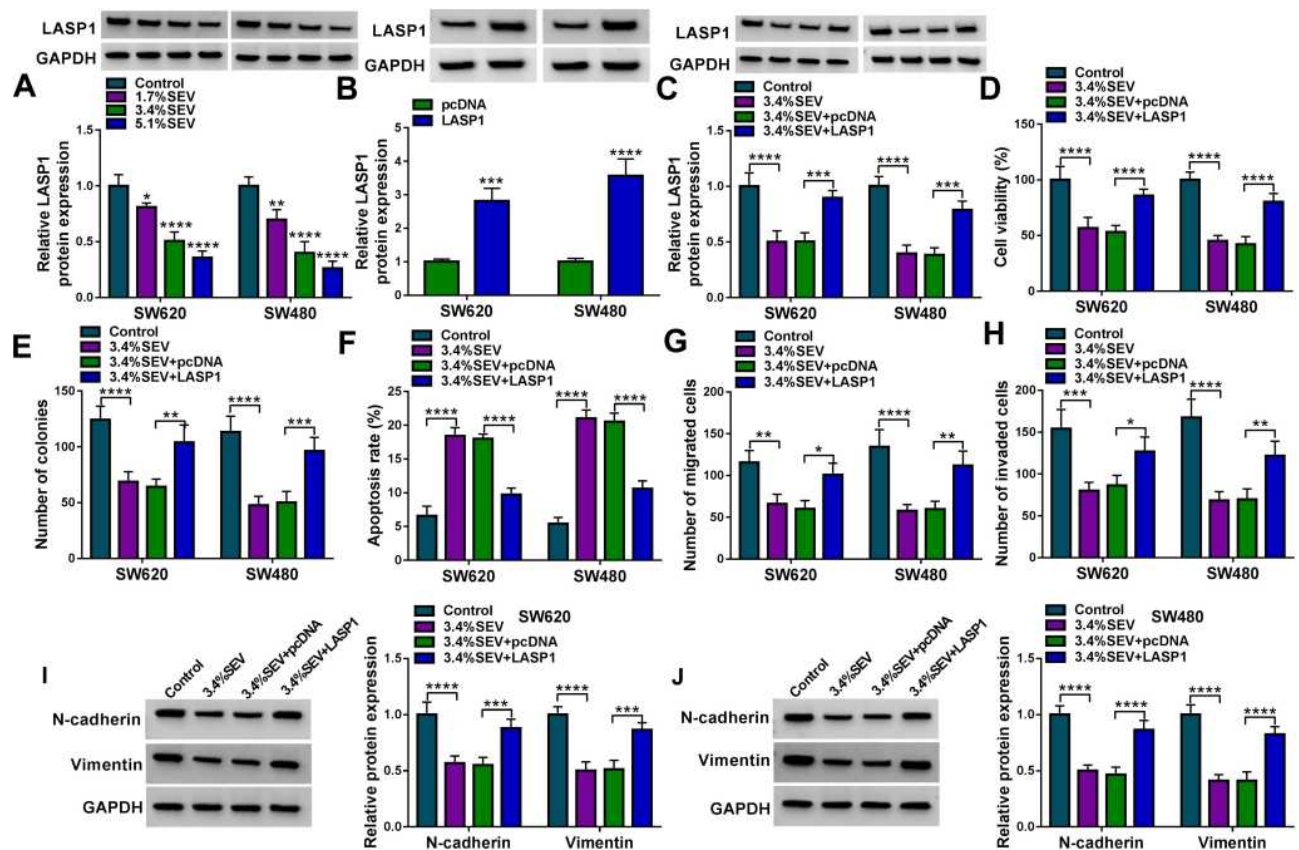 LASP1
GAPDH
A
Control
1.7%SEV
3.4%SEV
5.1%SEV
Relative LASP1
protein expression
1.5
1.0
0.5
0.0
*
****
****
**
****
****
SW620
SW480
LASP1
GAPDH
B
pcDNA
LASP1
Relative LASP1
protein expression
5
4
3
2
1
0
***
****
SW620
SW480
LASP1
GAPDH
C
Control
3.4%SEV
3.4%SEV+pcDNA
3.4%SEV+LASP1
Relative LASP1
protein expression
1.5
1.0
0.5
0.0
****
***
****
***
SW620
SW480
D
Control
3.4%SEV
3.4%SEV+pcDNA
3.4%SEV+LASP1
Cell viability (%)
150
100
50
0
****
****
****
****
SW620
SW480
E
Control
3.4%SEV
3.4%SEV+pcDNA
3.4%SEV+LASP1
Number of colonies
150
100
50
0
****
**
****
***
SW620
SW480
F
Control
3.4%SEV
3.4%SEV+pcDNA
3.4%SEV+LASP1
Apoptosis rate (%)
25
20
15
10
5
0
****
****
****
****
SW620
SW480
G
Control
3.4%SEV
3.4%SEV+pcDNA
3.4%SEV+LASP1
Number of migrated cells
200
150
100
50
0
**
*
****
**
SW620
SW480
H
Control
3.4%SEV
3.4%SEV+pcDNA
3.4%SEV+LASP1
Number of invaded cells
250
200
150
100
50
0
***
*
****
**
SW620
SW480
I
Control
3.4%SEV
3.4%SEV+pcDNA
3.4%SEV+LASP1
N-cadherin
Vimentin
GAPDH
SW620
Control
3.4%SEV
3.4%SEV+pcDNA
3.4%SEV+LASP1
Relative protein expression
1.5
1.0
0.5
0.0
****
***
****
***
N-cadherin
Vimentin
J
Control
3.4%SEV
3.4%SEV+pcDNA
3.4%SEV+LASP1
N-cadherin
Vimentin
GAPDH
SW480
Control
3.4%SEV
3.4%SEV+pcDNA
3.4%SEV+LASP1
Relative protein expression
1.5
1.0
0.5
0.0
****
****
****
****
N-cadherin
Vimentin